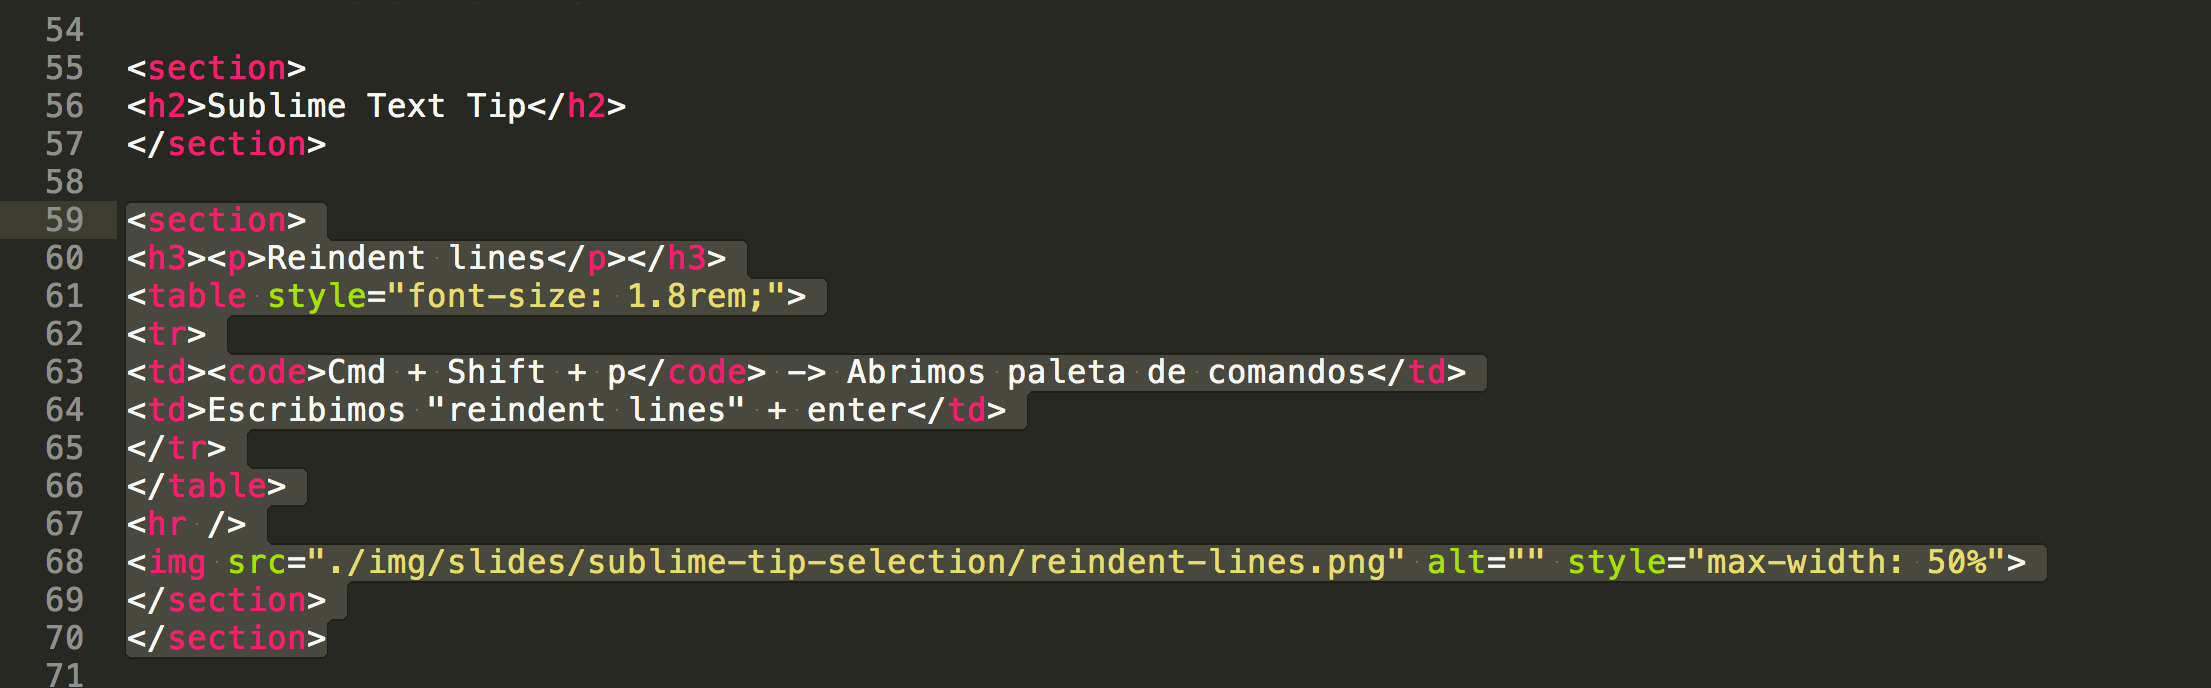 54
55 <section>
56 <h2>Sublime Text Tip</h2>
57 </section>
58
59 <section>
60 <h3><p>Reindent lines</p></h3>
61 <table style="font-size: 1.8rem;">
62 <tr>
63 <td><code>Cmd + Shift + p</code> -> Abrimos paleta de comandos</td>
64 <td>Escribimos "reindent lines" + enter</td>
65 </tr>
66 </table>
67 <hr />
68 <img src="./img/slides/sublime-tip-selection/reindent-lines.png" alt="" style="max-width: 50%">
69 </section>
70 </section>
71